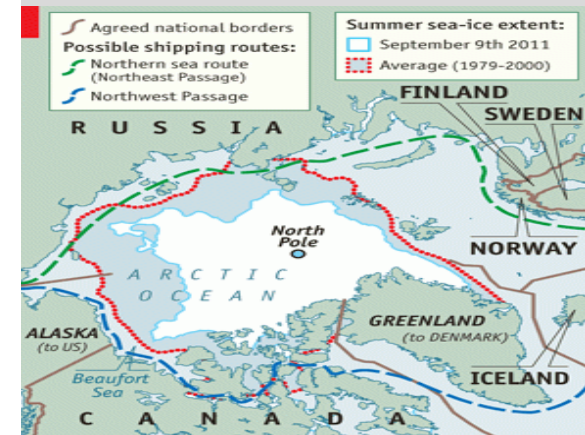 Agreed national borders
Possible shipping routes:
Northern sea route
(Northeast Passage)
Northwest Passage
Summer sea-ice extent:
September 9th 2011
Average (1979-2000)
FINLAND
SWEDEN
RUSSIA
North
Pole
NORWAY
ARCTIC
OCEAN
ALASKA
(to US)
GREENLAND
(to DENMARK)
Beaufort
Sea
ICELAND
CANADA